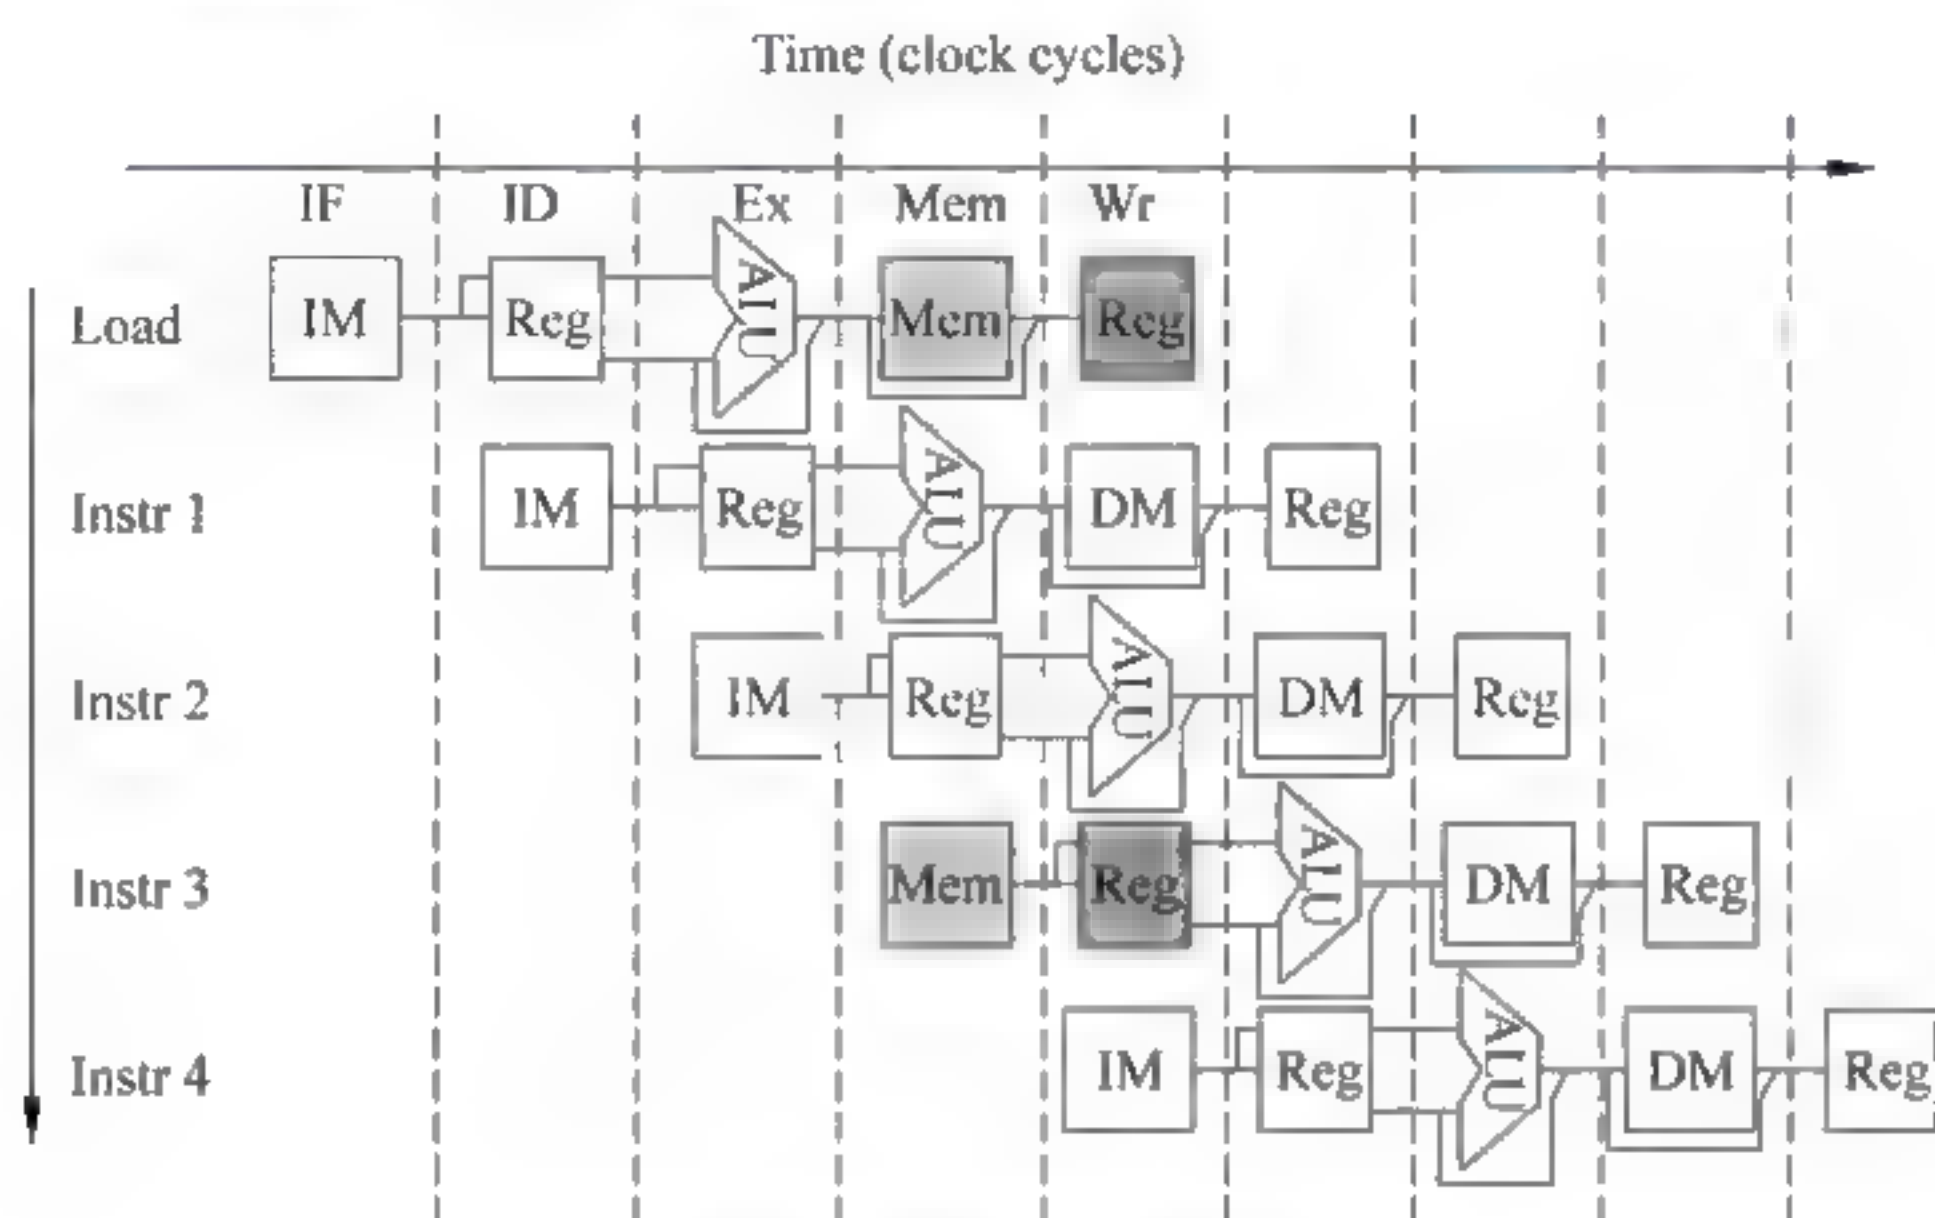 Time (clock cycles)
IF ID Ex Mem Wr
Load IM Reg ALU Mem Reg
Instr 1 IM Reg ALU DM Reg
Instr 2 IM Reg ALU DM Reg
Instr 3 Mem Reg ALU DM Reg
Instr 4 IM Reg ALU DM Reg